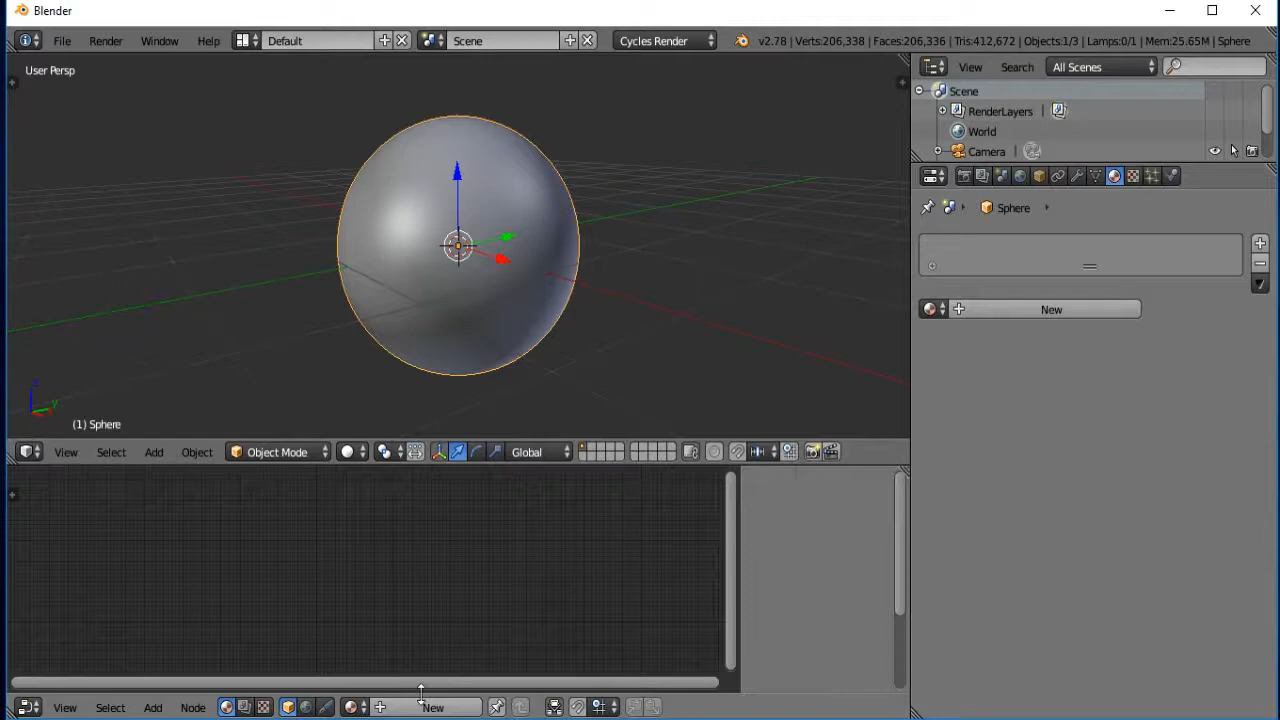 Blender
File Render Window Help Default Scene Cycles Render v2.78 | Verts:206,338 | Faces:206,336 | Tris:412,672 | Objects:1/3 | Lamps:0/1 | Mem:25.65M | Sphere
User Persp
View Search All Scenes
Scene
RenderLayers
World
Camera
Sphere
New
(1) Sphere
View Select Add Object Object Mode Global
View Select Add Node New